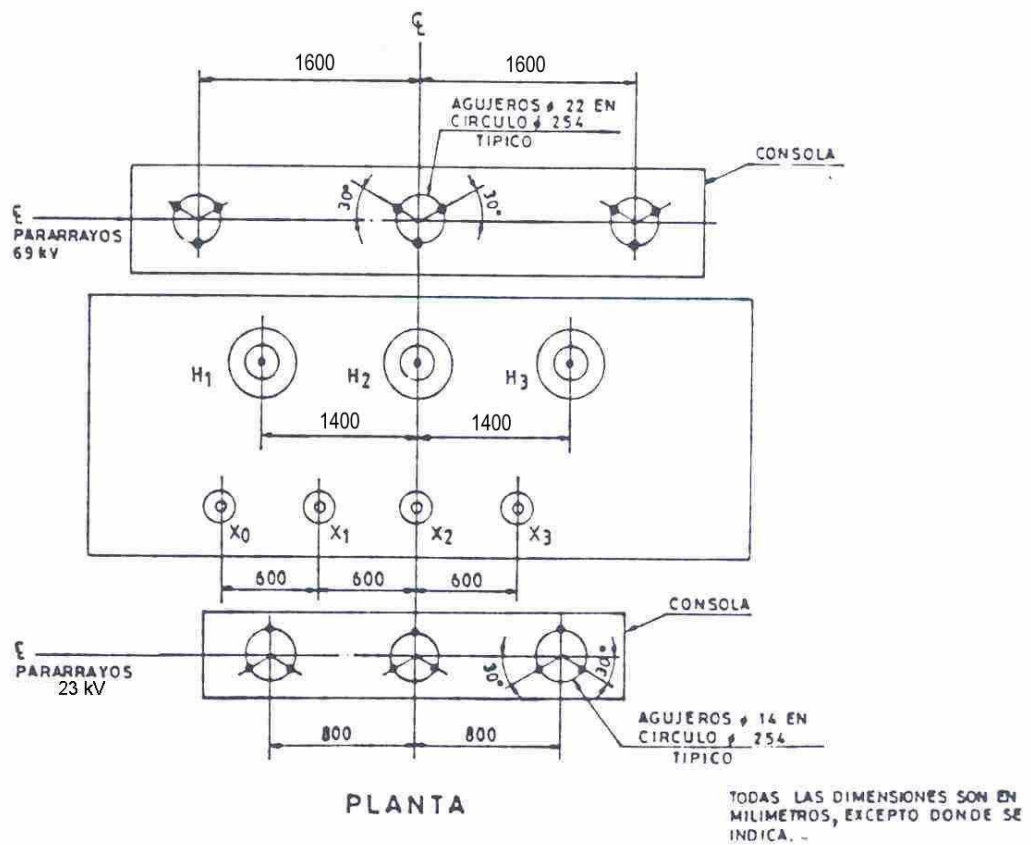 ℄
1600 1600
AGUJEROS ø 22 EN
CIRCULO ø 254
TIPICO
CONSOLA
30° 30°
℄
PARARRAYOS
69 kV
H1 H2 H3
1400 1400
X0 X1 X2 X3
600 600 600
CONSOLA
℄
PARARRAYOS
23 kV
30° 30°
800 800
AGUJEROS ø 14 EN
CIRCULO ø 254
TIPICO
PLANTA
TODAS LAS DIMENSIONES SON EN
MILIMETROS, EXCEPTO DONDE SE
INDICA. -